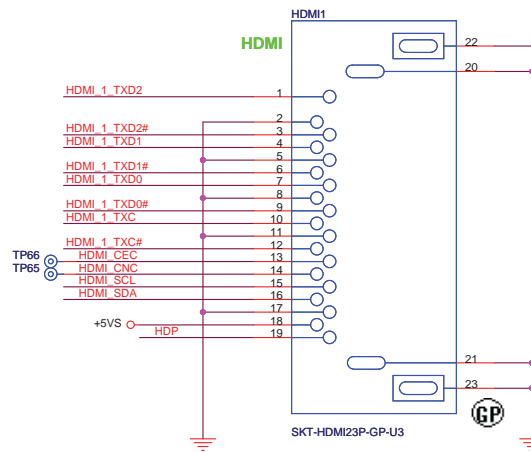 HDMI1
HDMI
22
20
HDMI_1_TXD2 1
2
HDMI_1_TXD2# 3
HDMI_1_TXD1 4
5
HDMI_1_TXD1# 6
HDMI_1_TXD0 7
8
HDMI_1_TXD0# 9
HDMI_1_TXC 10
11
HDMI_1_TXC# 12
TP66 HDMI_CEC 13
TP65 HDMI_CNC 14
HDMI_SCL 15
HDMI_SDA 16
17
+5VS 18
HDP 19
21
23
GP
SKT-HDMI23P-GP-U3